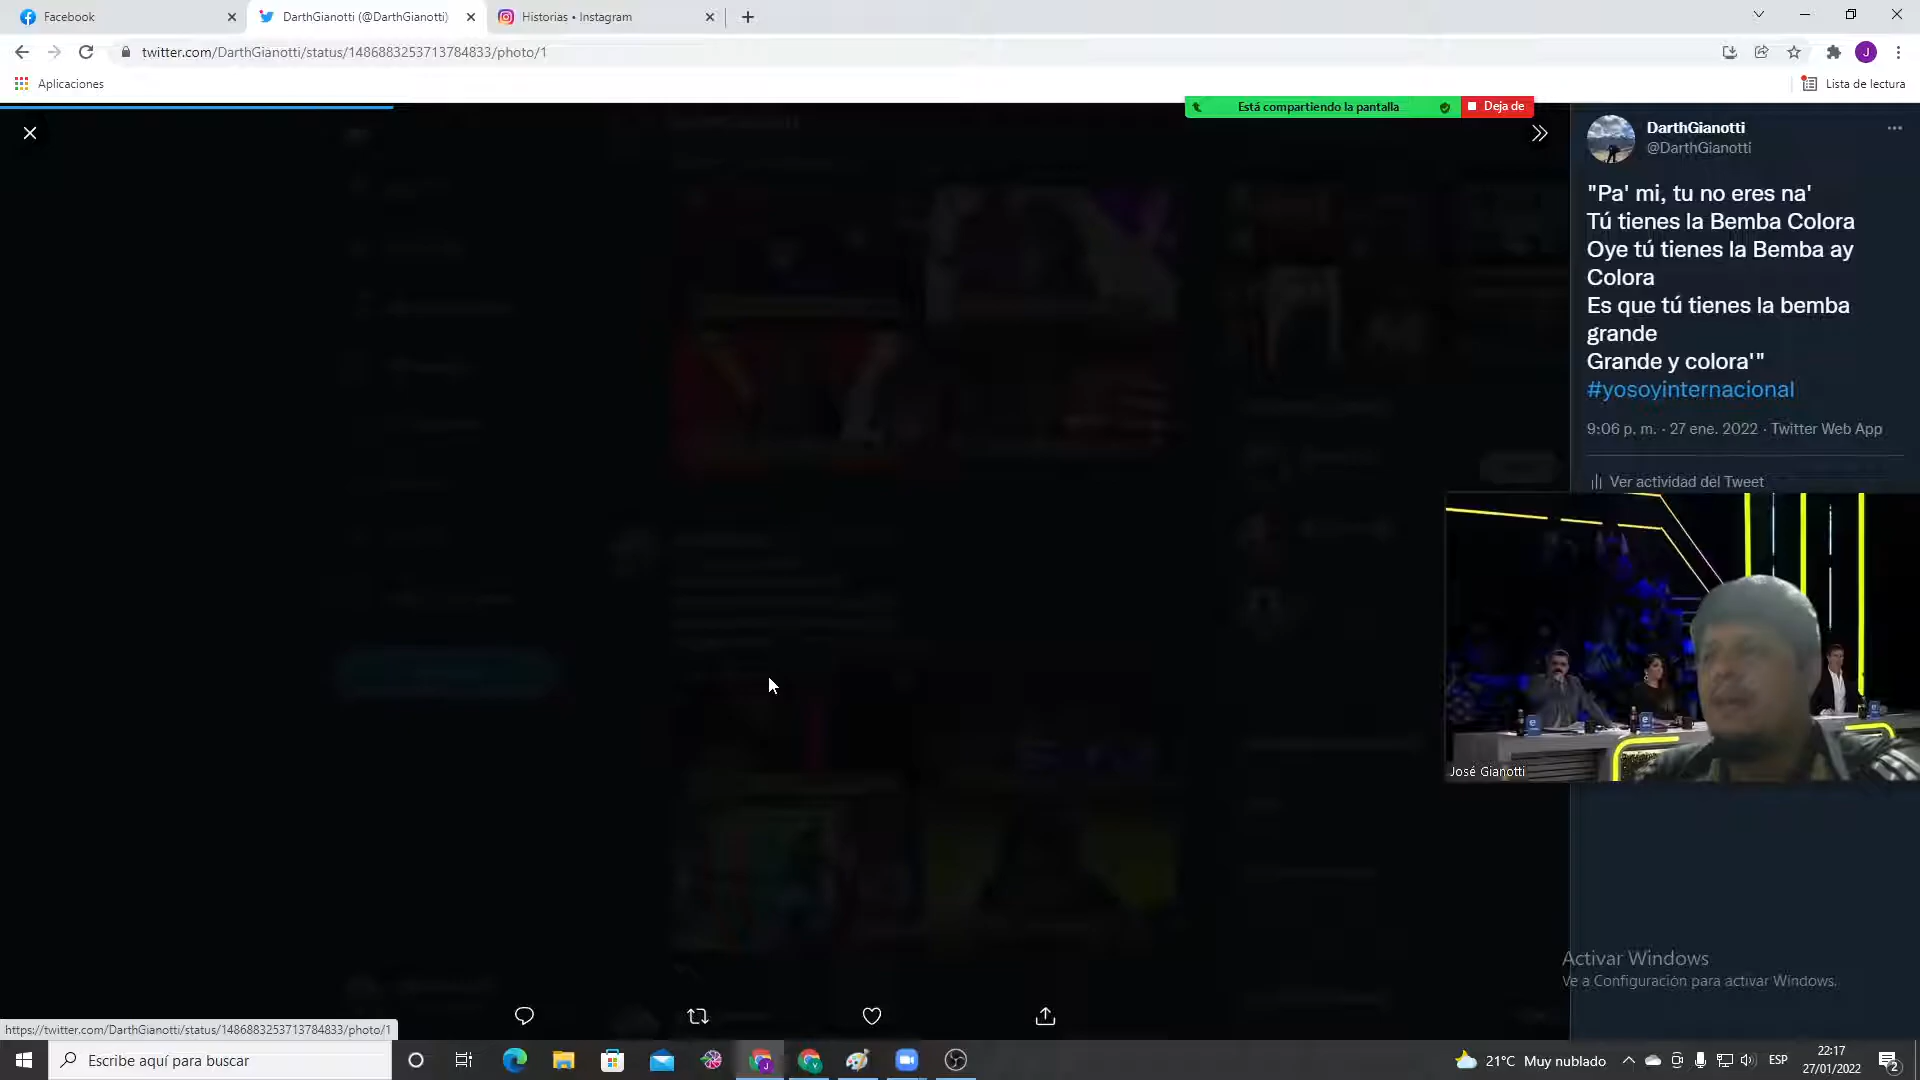 Facebook
DarthGianotti (@DarthGianotti)
Historias • Instagram
twitter.com/DarthGianotti/status/1486883253713784833/photo/1
J
Aplicaciones
Lista de lectura
Está compartiendo la pantalla
Deja de
DarthGianotti
@DarthGianotti
"Pa' mi, tu no eres na'
Tú tienes la Bemba Colora
Oye tú tienes la Bemba ay
Colora
Es que tú tienes la bemba
grande
Grande y colora'"
#yosoyinternacional
9:06 p. m. · 27 ene. 2022 · Twitter Web App
Ver actividad del Tweet
José Gianotti
Activar Windows
Ve a Configuración para activar Windows.
https://twitter.com/DarthGianotti/status/1486883253713784833/photo/1
Escribe aquí para buscar
21°C Muy nublado
ESP
22:17
27/01/2022
2